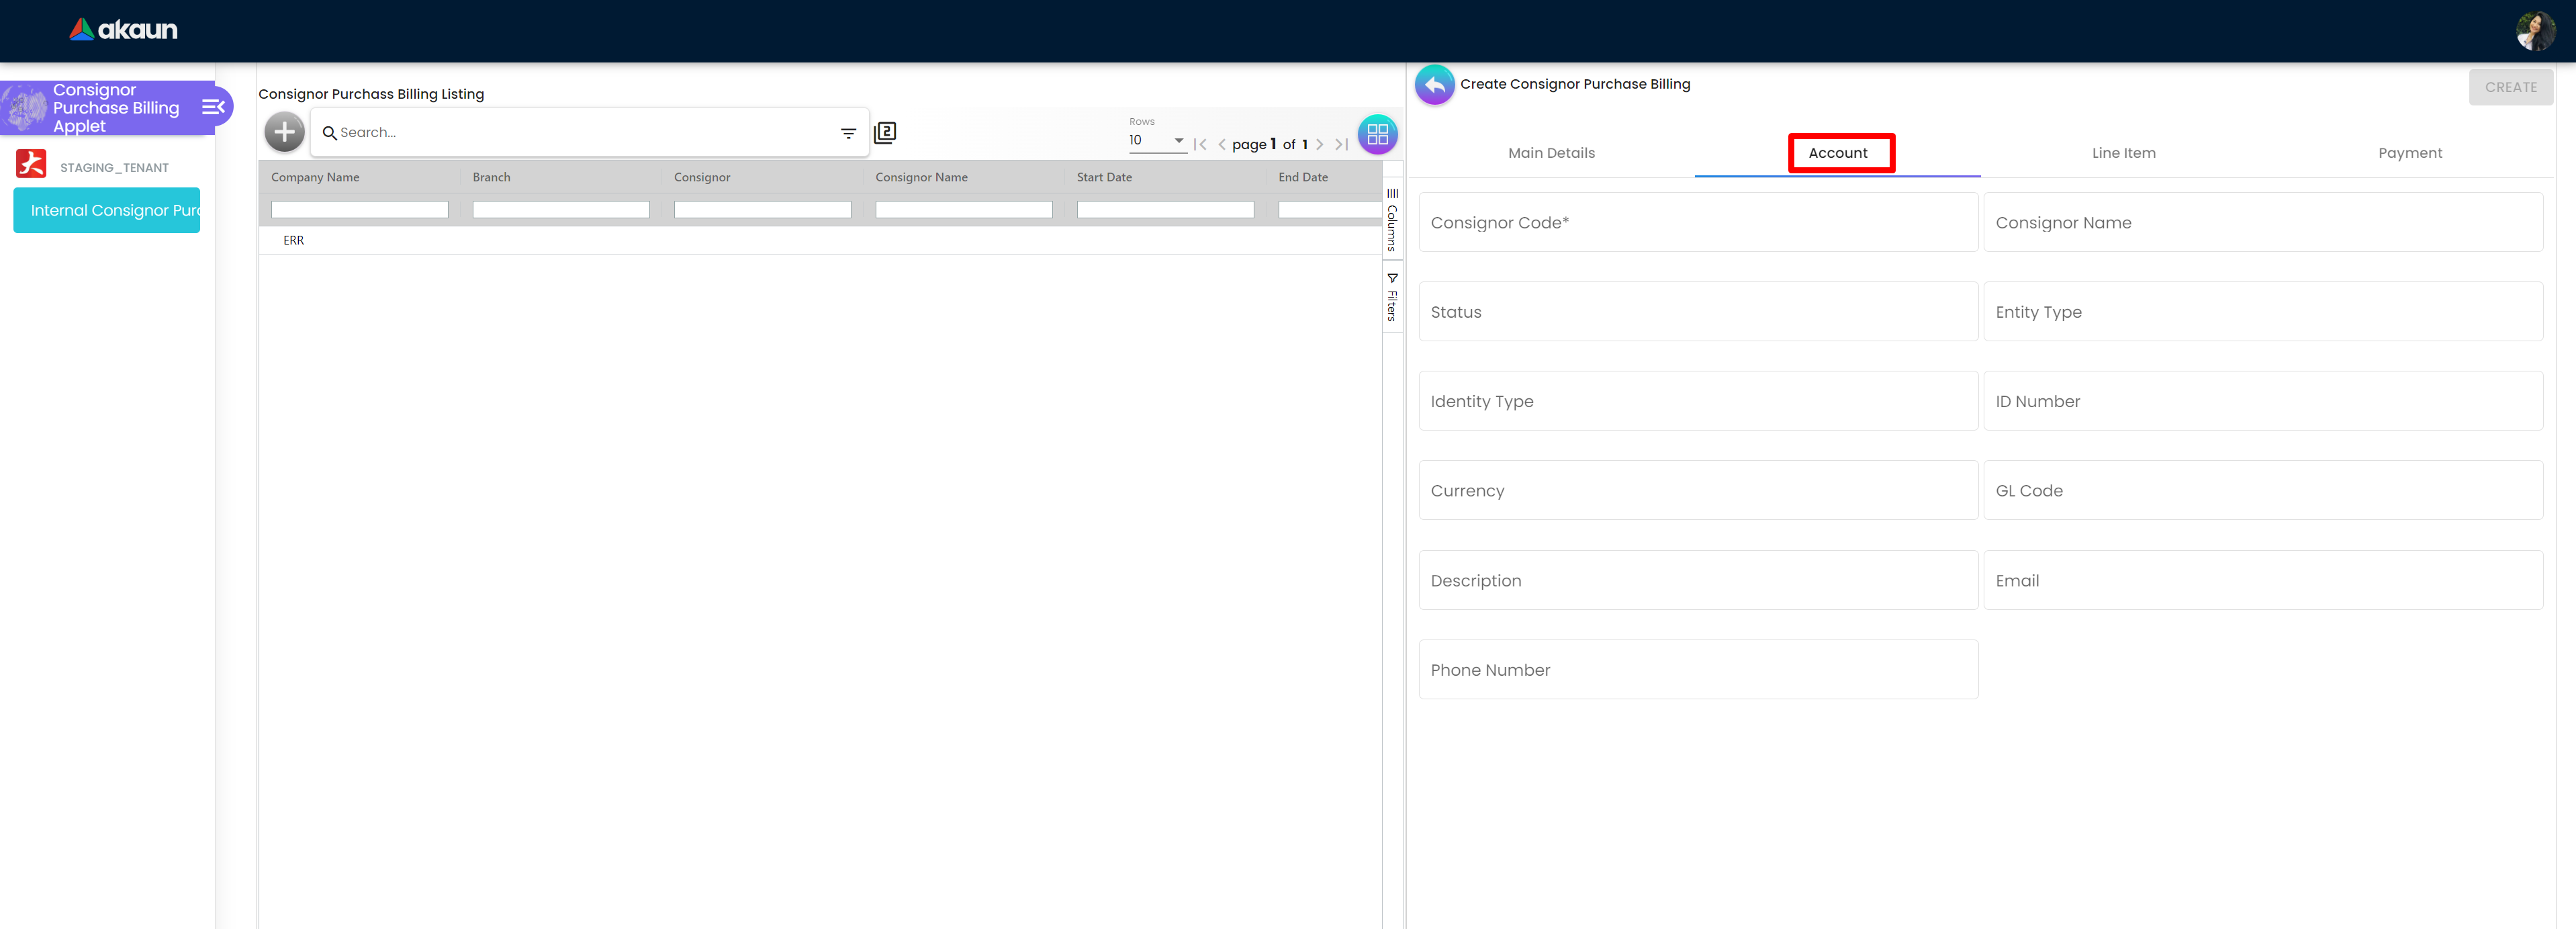 akaun
Consignor
Purchase Billing
Applet
STAGING_TENANT
Internal Consignor Purc
Consignor Purchass Billing Listing
Search...
2
Rows
10
page 1 of 1
Company Name
Branch
Consignor
Consignor Name
Start Date
End Date
ERR
Columns
Filters
Create Consignor Purchase Billing
CREATE
Main Details
Account
Line Item
Payment
Consignor Code*
Consignor Name
Status
Entity Type
Identity Type
ID Number
Currency
GL Code
Description
Email
Phone Number